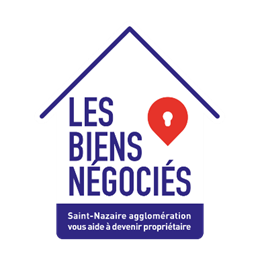 LES
BIENS
NÉGOCIÉS
Saint-Nazaire agglomération
vous aide à devenir propriétaire